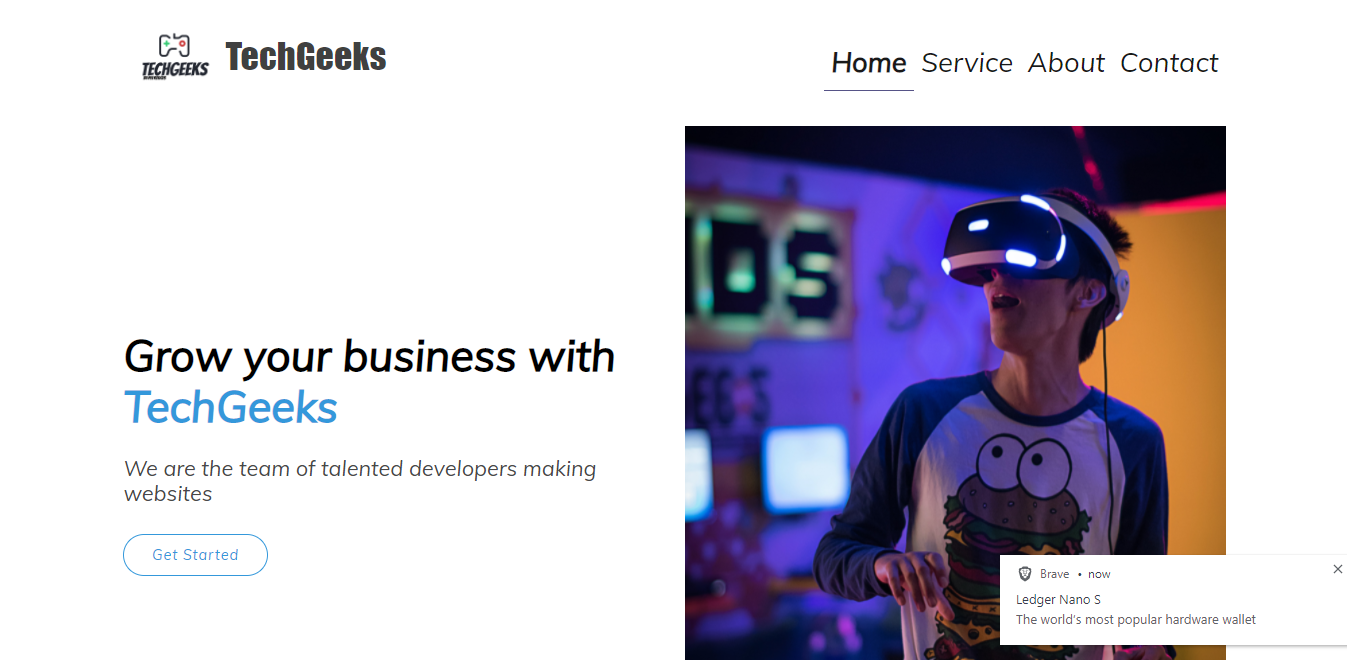 TECHGEEKS
TechGeeks
Home Service About Contact
Grow your business with
TechGeeks
We are the team of talented developers making
websites
Get Started
Brave • now
Ledger Nano S
The world's most popular hardware wallet